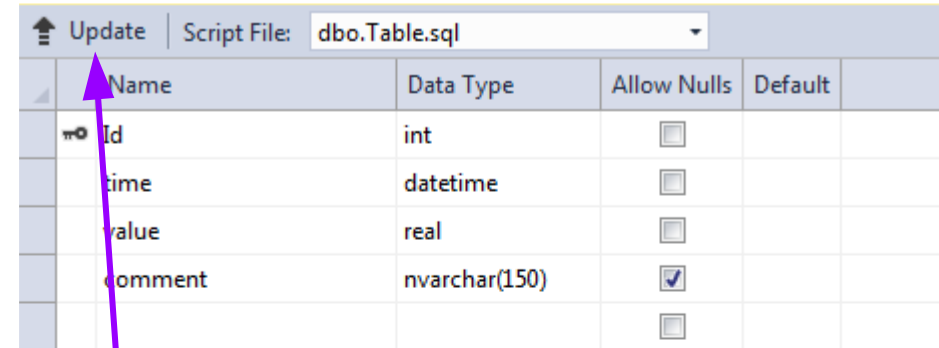 Update Script File: dbo.Table.sql
Name Data Type Allow Nulls Default
Id int
time datetime
value real
comment nvarchar(150)